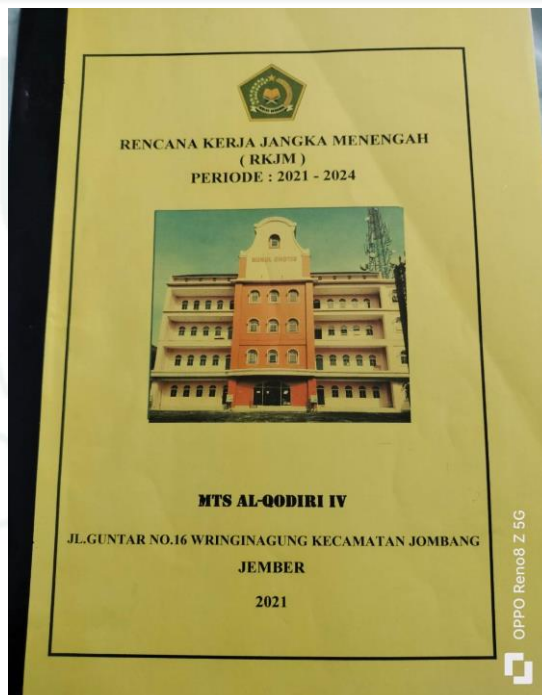 RENCANA KERJA JANGKA MENENGAH
( RKJM )
PERIODE : 2021 - 2024
MTS AL-QODIRI IV
JL.GUNTAR NO.16 WRINGINAGUNG KECAMATAN JOMBANG
JEMBER
2021
OPPO Reno8 Z 5G